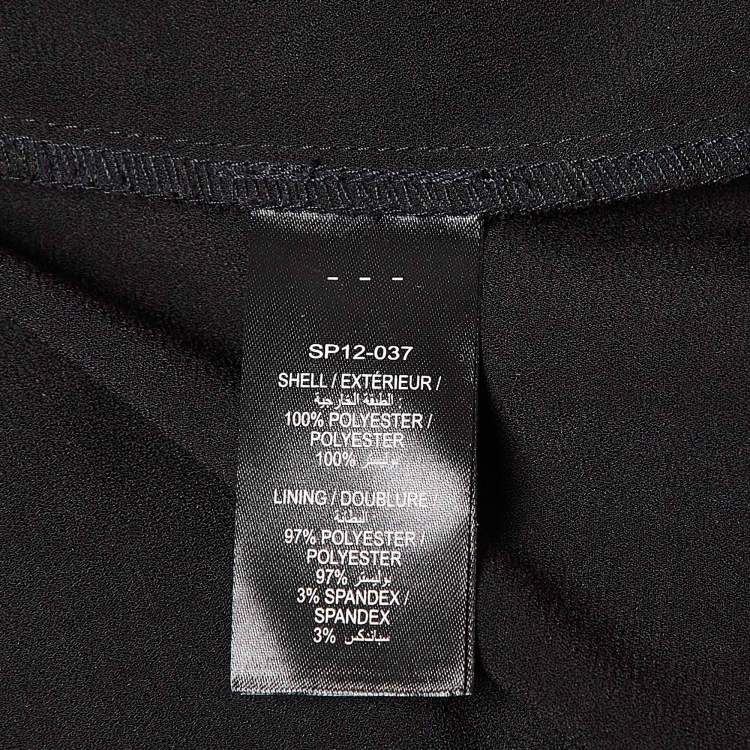 - - -
SP12-037
SHELL / EXTÉRIEUR /
الطبقة الخارجية
100% POLYESTER /
POLYESTER
100% بوليستر
LINING / DOUBLURE /
البطانة
97% POLYESTER /
POLYESTER
97% بوليستر
3% SPANDEX /
SPANDEX
3% سباندكس